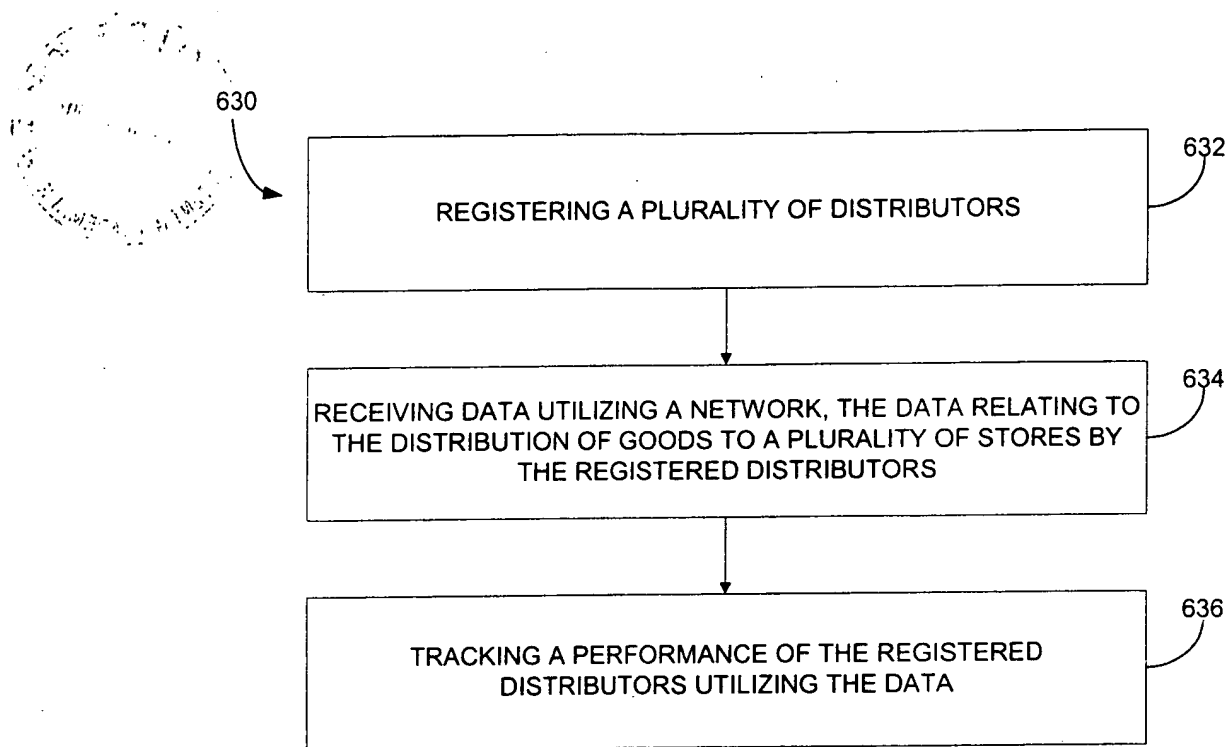 630
632
REGISTERING A PLURALITY OF DISTRIBUTORS
634
RECEIVING DATA UTILIZING A NETWORK, THE DATA RELATING TO
THE DISTRIBUTION OF GOODS TO A PLURALITY OF STORES BY
THE REGISTERED DISTRIBUTORS
636
TRACKING A PERFORMANCE OF THE REGISTERED
DISTRIBUTORS UTILIZING THE DATA